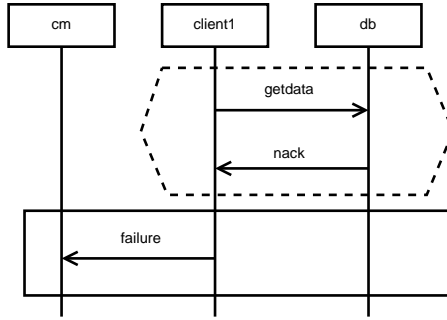 cm client1 db
getdata
nack
failure